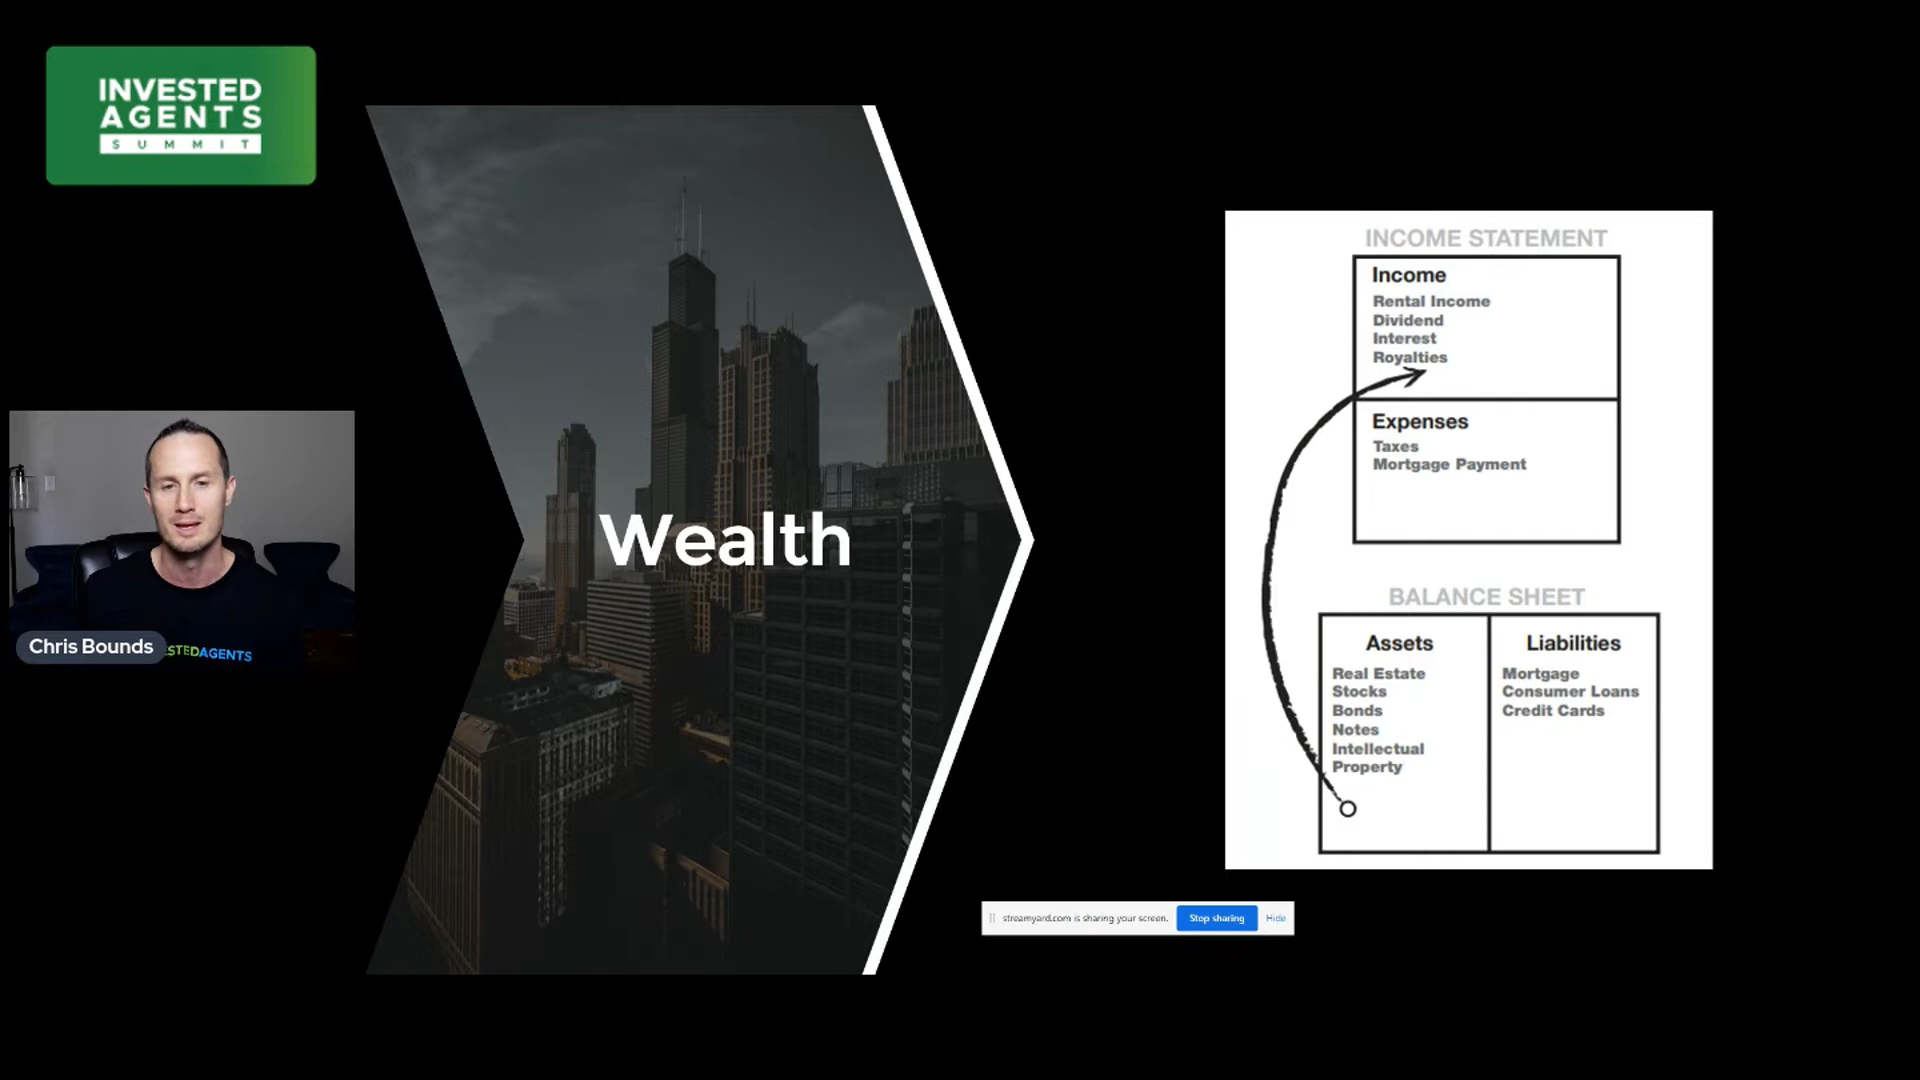 INVESTED
AGENTS
SUMMIT
Chris Bounds
STEDAGENTS
Wealth
INCOME STATEMENT
Income
Rental Income
Dividend
Interest
Royalties
Expenses
Taxes
Mortgage Payment
BALANCE SHEET
Assets
Real Estate
Stocks
Bonds
Notes
Intellectual
Property
Liabilities
Mortgage
Consumer Loans
Credit Cards
streamyard.com is sharing your screen.
Stop sharing
Hide